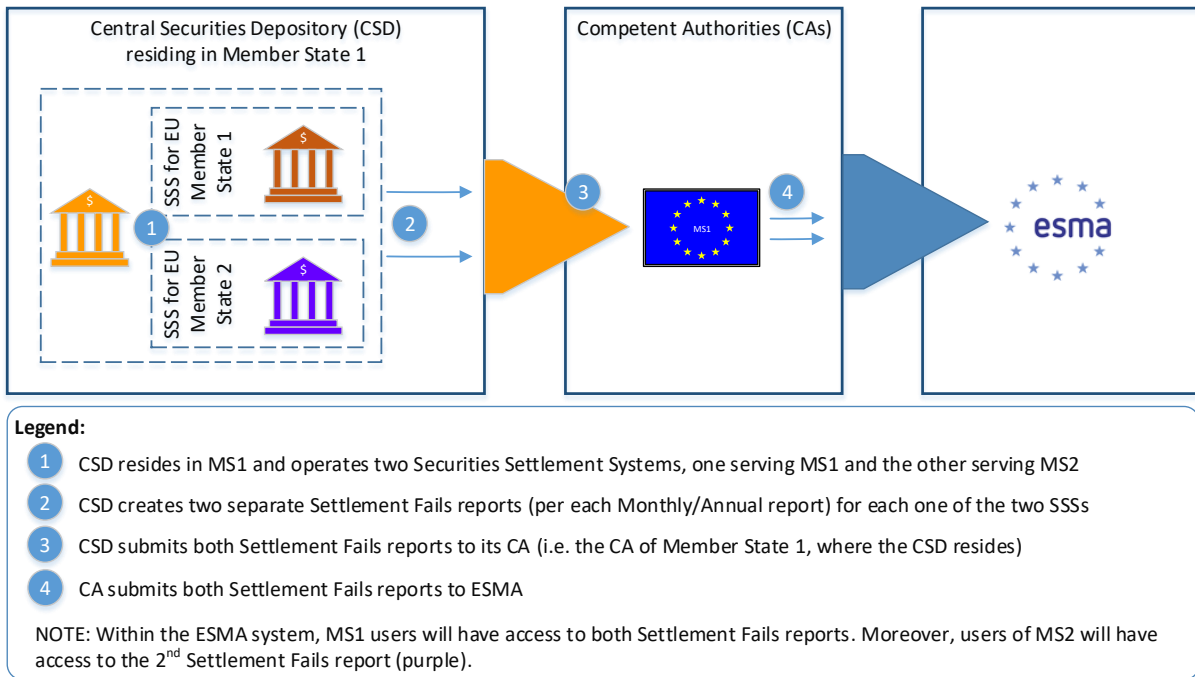 Central Securities Depository (CSD)
residing in Member State 1
Competent Authorities (CAs)
$
SSS for EU
Member
State 1
$
1
2
SSS for EU
Member
State 2
$
3
MS1
4
esma
Legend:
1 CSD resides in MS1 and operates two Securities Settlement Systems, one serving MS1 and the other serving MS2
2 CSD creates two separate Settlement Fails reports (per each Monthly/Annual report) for each one of the two SSSs
3 CSD submits both Settlement Fails reports to its CA (i.e. the CA of Member State 1, where the CSD resides)
4 CA submits both Settlement Fails reports to ESMA
NOTE: Within the ESMA system, MS1 users will have access to both Settlement Fails reports. Moreover, users of MS2 will have
access to the 2nd Settlement Fails report (purple).